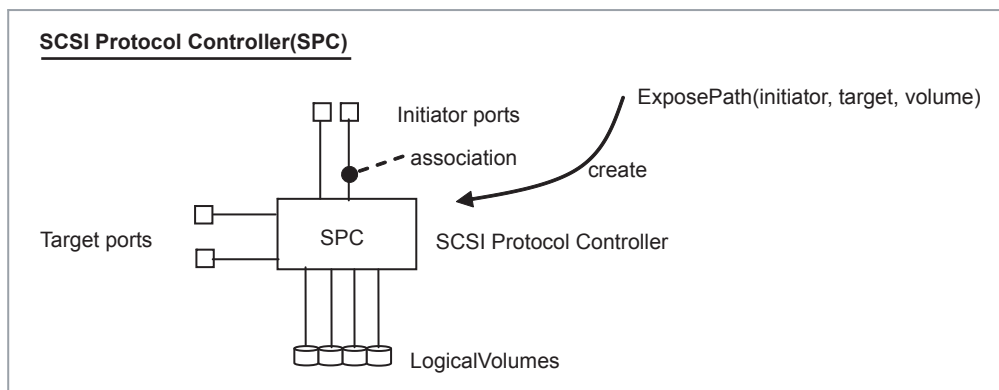 SCSI Protocol Controller(SPC)
ExposePath(initiator, target, volume)
Initiator ports
association
create
Target ports
SPC
SCSI Protocol Controller
LogicalVolumes